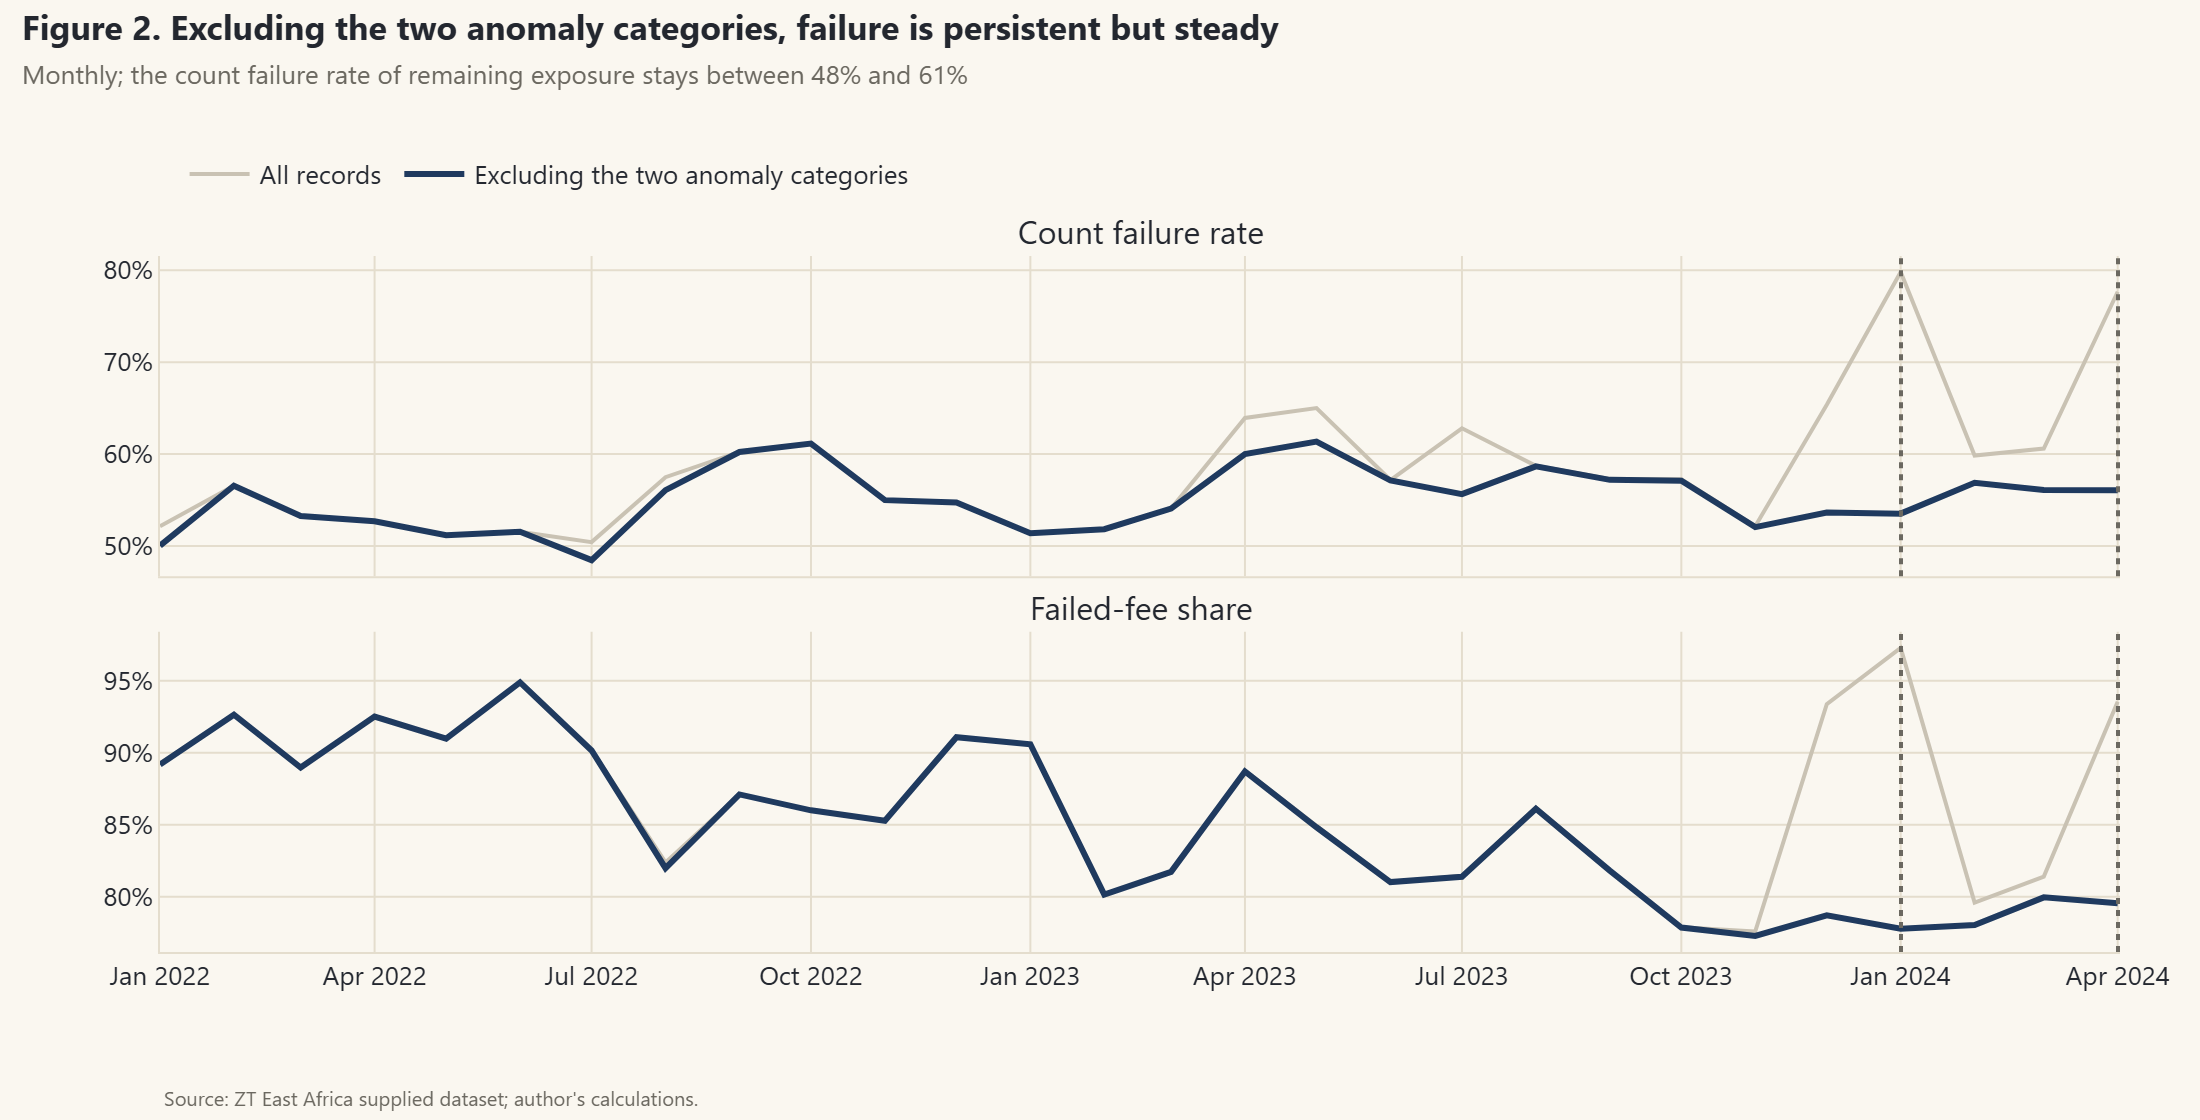 Figure 2. Excluding the two anomaly categories, failure is persistent but steady
Monthly; the count failure rate of remaining exposure stays between 48% and 61%
All records
Excluding the two anomaly categories
Count failure rate
80%
70%
60%
50%
Failed-fee share
95%
90%
85%
80%
Jan 2022
Apr 2022
Jul 2022
Oct 2022
Jan 2023
Apr 2023
Jul 2023
Oct 2023
Jan 2024
Apr 2024
Source: ZT East Africa supplied dataset; author's calculations.